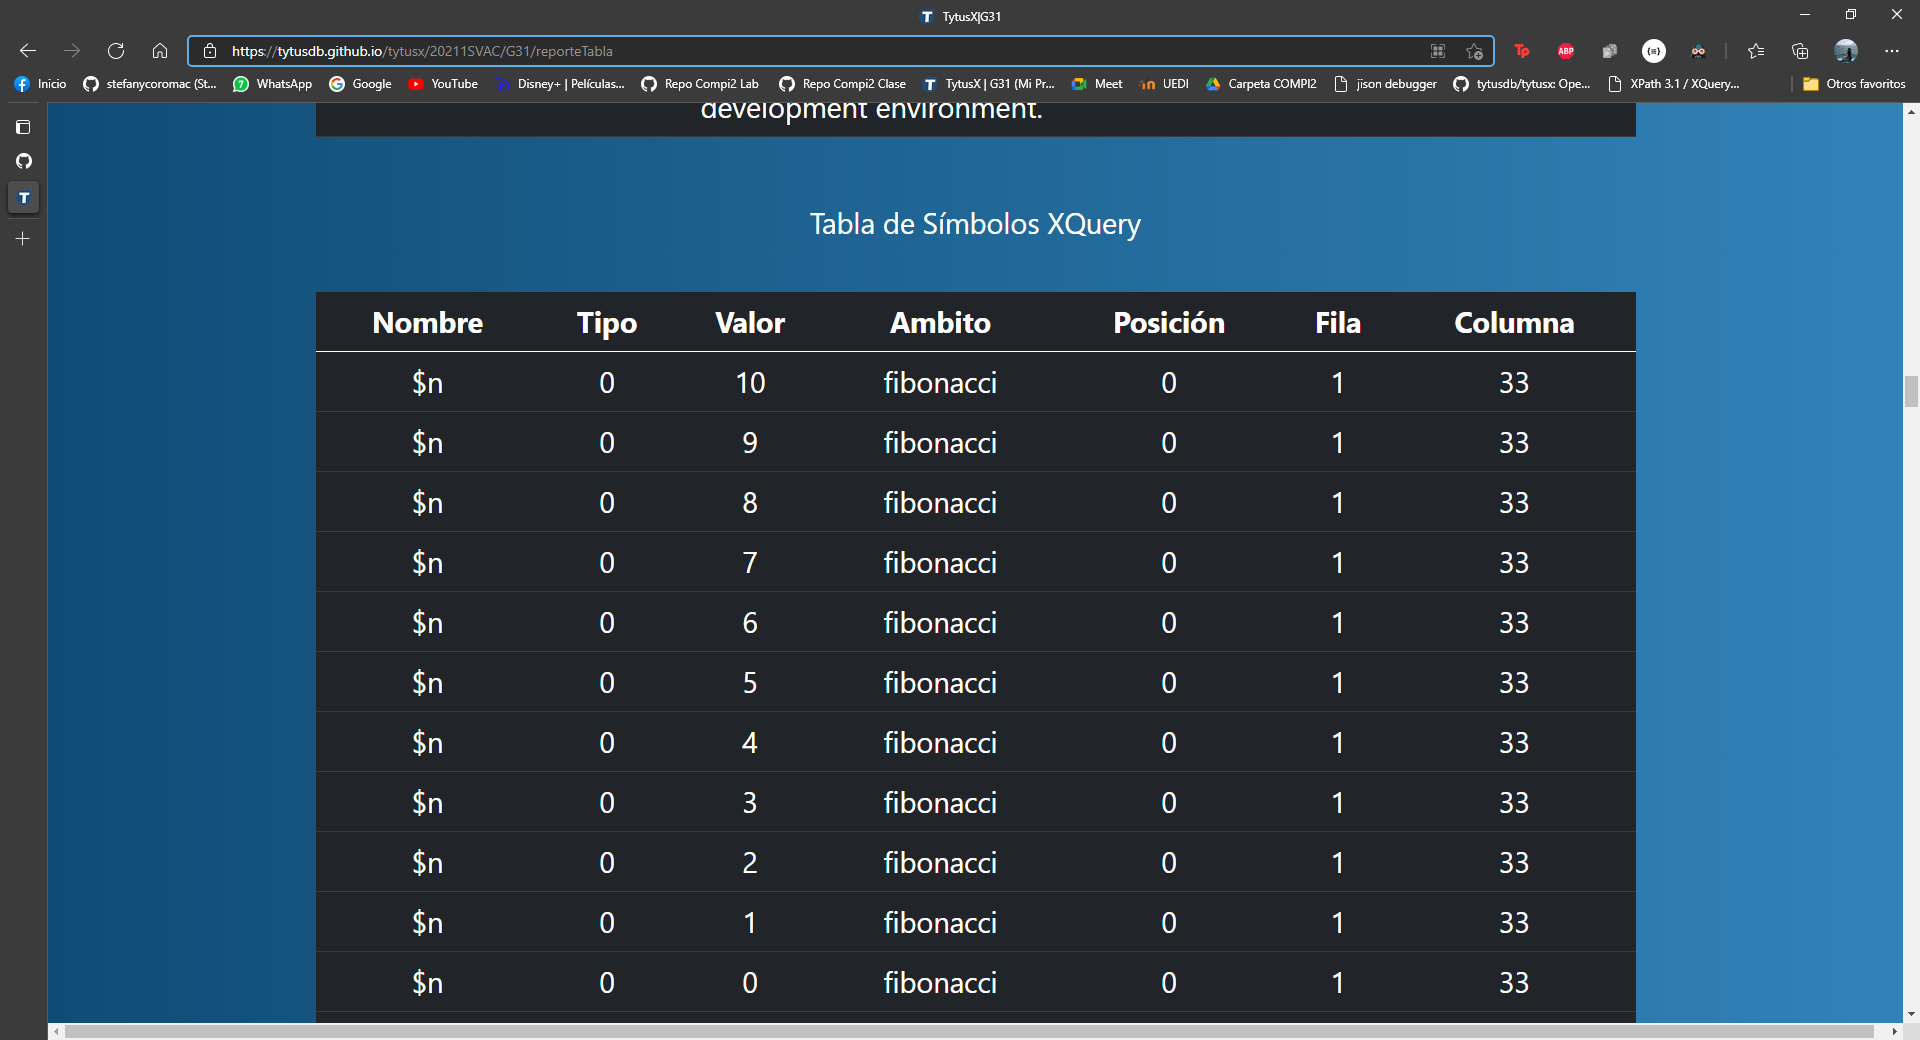 TytusX|G31
https://tytusdb.github.io/tytusx/20211SVAC/G31/reporteTabla
Inicio stefanycoromac (St... WhatsApp Google YouTube Disney+ | Películas... Repo Compi2 Lab Repo Compi2 Clase TytusX | G31 (Mi Pr... Meet UEDI Carpeta COMPI2 jison debugger tytusdb/tytusx: Ope... XPath 3.1 / XQuery... Otros favoritos
development environment.
Tabla de Símbolos XQuery
Nombre Tipo Valor Ambito Posición Fila Columna
$n 0 10 fibonacci 0 1 33
$n 0 9 fibonacci 0 1 33
$n 0 8 fibonacci 0 1 33
$n 0 7 fibonacci 0 1 33
$n 0 6 fibonacci 0 1 33
$n 0 5 fibonacci 0 1 33
$n 0 4 fibonacci 0 1 33
$n 0 3 fibonacci 0 1 33
$n 0 2 fibonacci 0 1 33
$n 0 1 fibonacci 0 1 33
$n 0 0 fibonacci 0 1 33